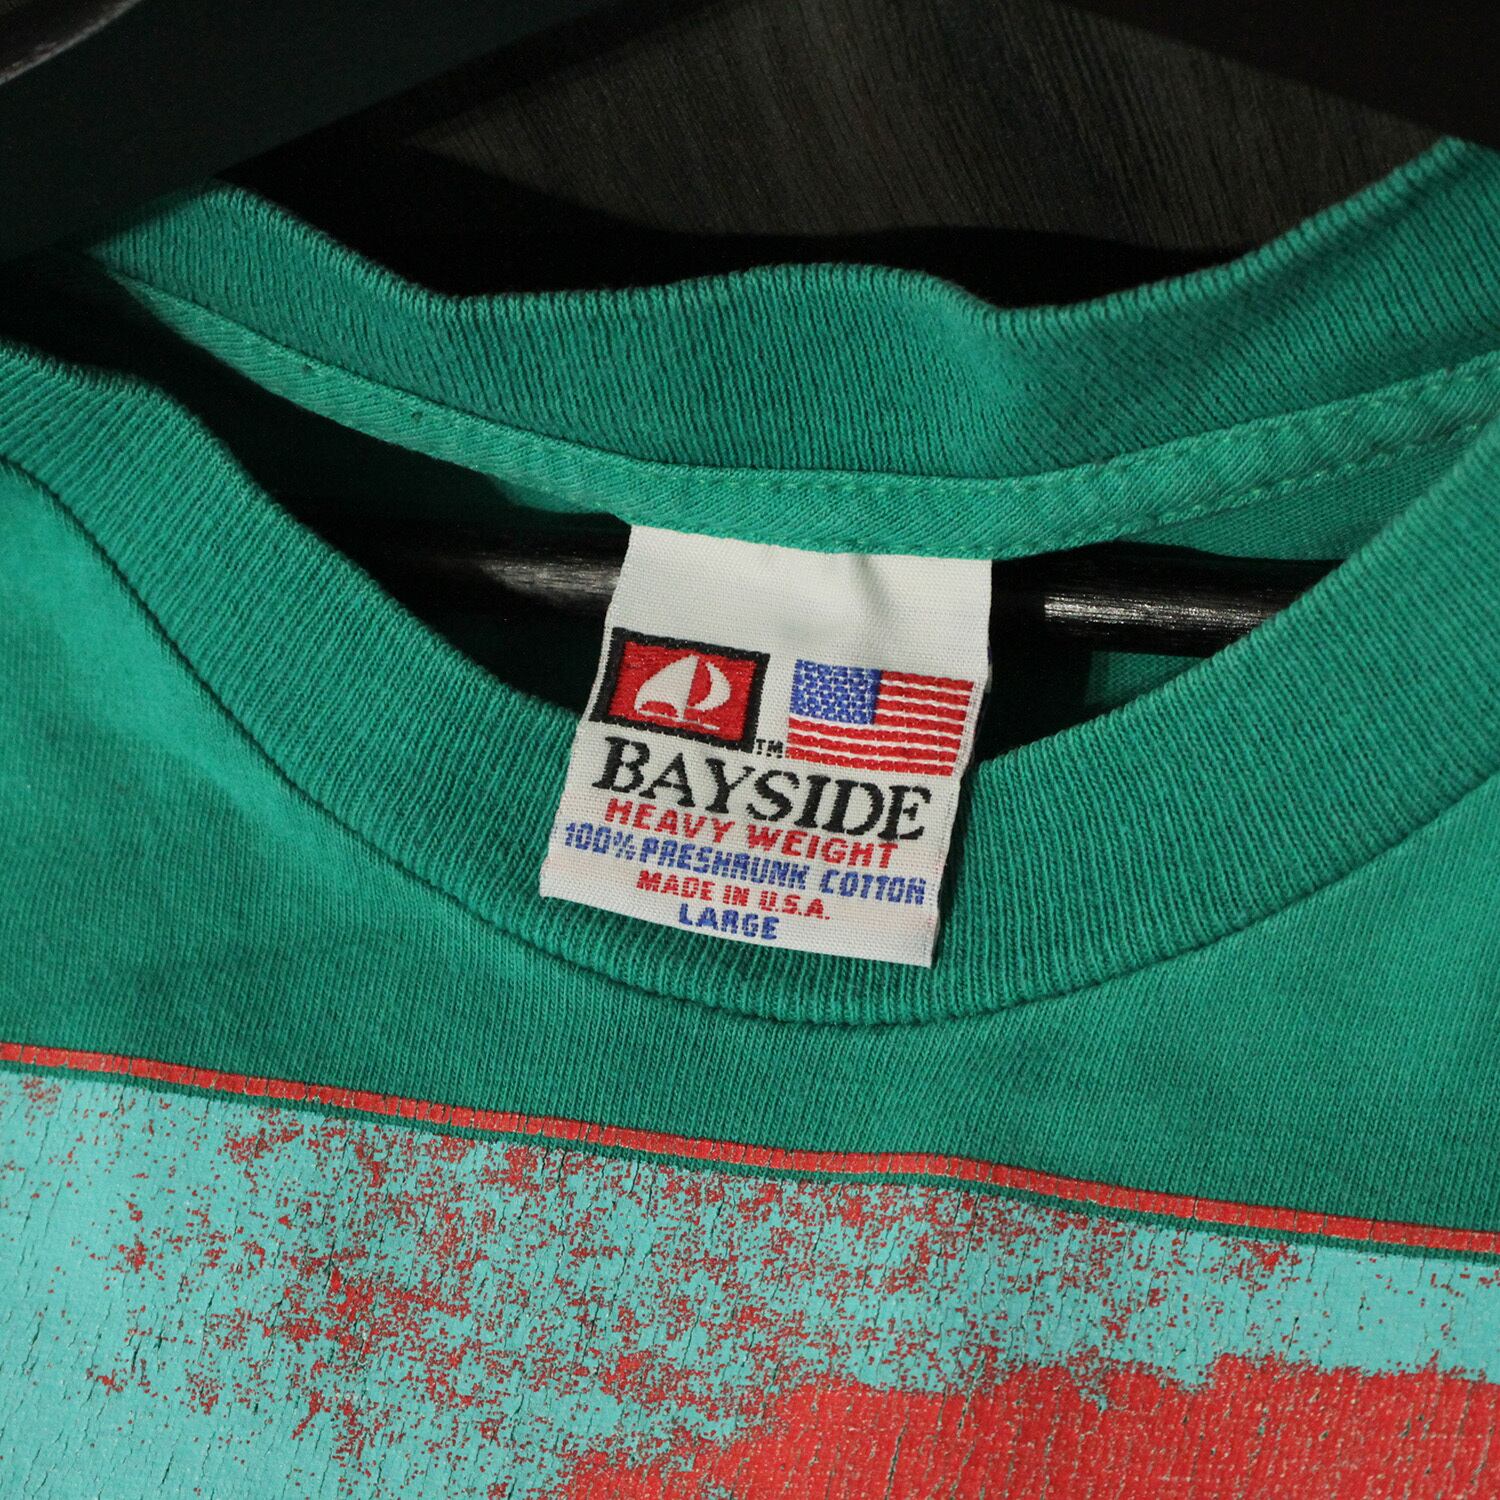 TM
BAYSIDE
HEAVY WEIGHT
100% PRESHRUNK COTTON
MADE IN U.S.A.
LARGE